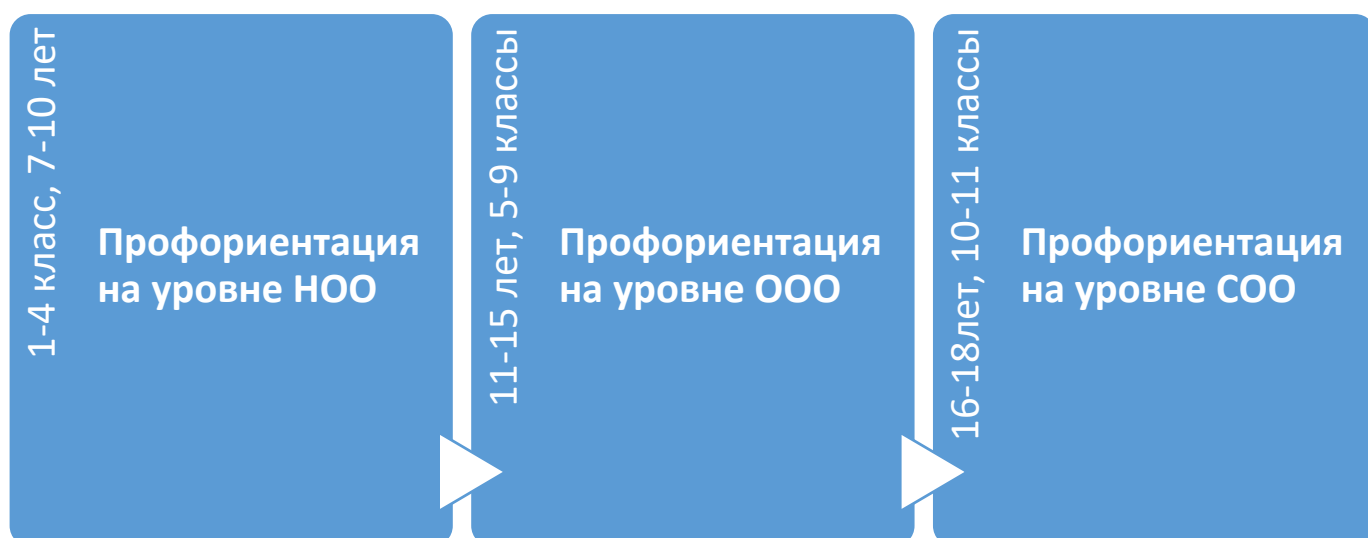 1-4 класс, 7-10 лет
Профориентация
на уровне НОО
11-15 лет, 5-9 классы
Профориентация
на уровне ООО
16-18лет, 10-11 классы
Профориентация
на уровне СОО